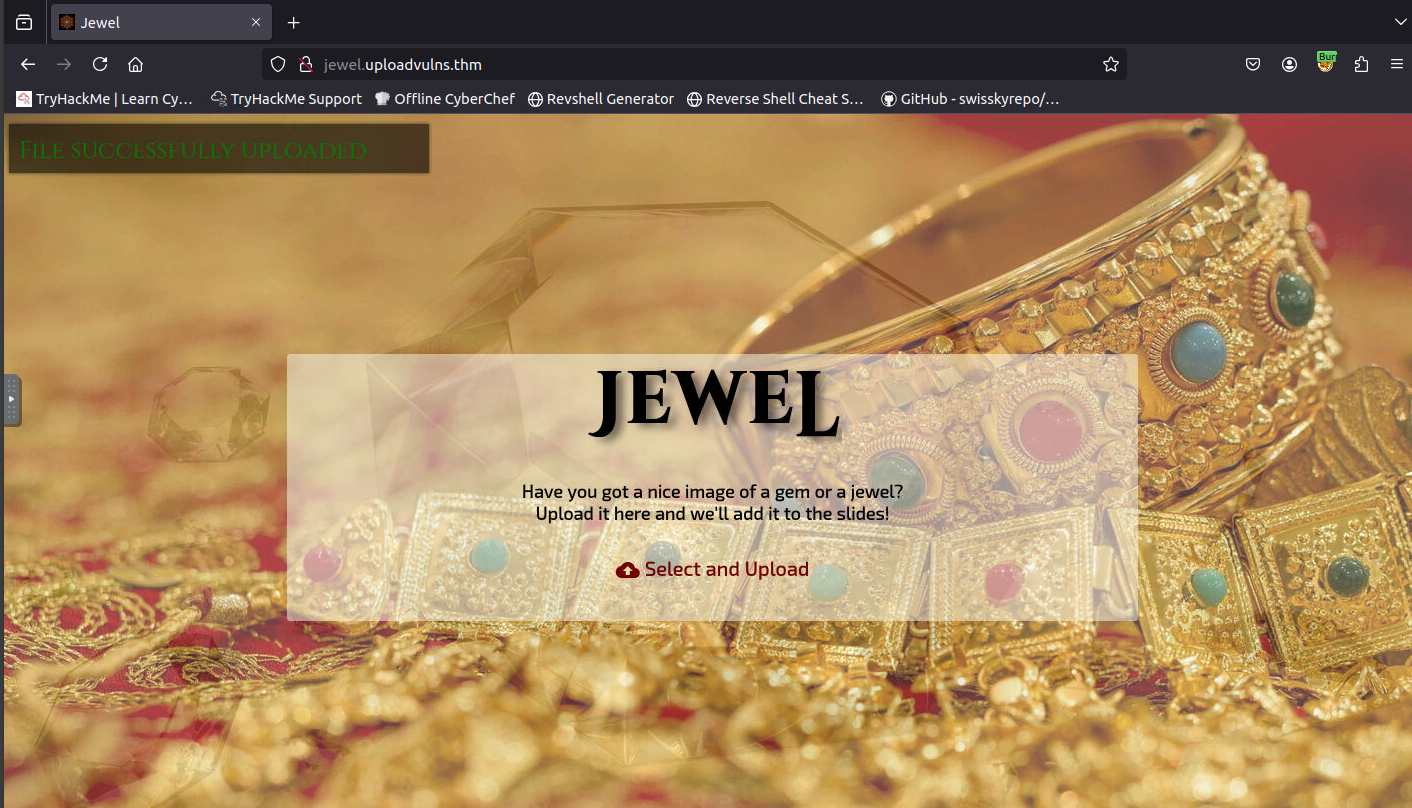 Jewel
jewel.uploadvulns.thm
TryHackMe | Learn Cy…
TryHackMe Support
Offline CyberChef
Revshell Generator
Reverse Shell Cheat S…
GitHub - swisskyrepo/…
File successfully uploaded
JEWEL
Have you got a nice image of a gem or a jewel?
Upload it here and we'll add it to the slides!
Select and Upload